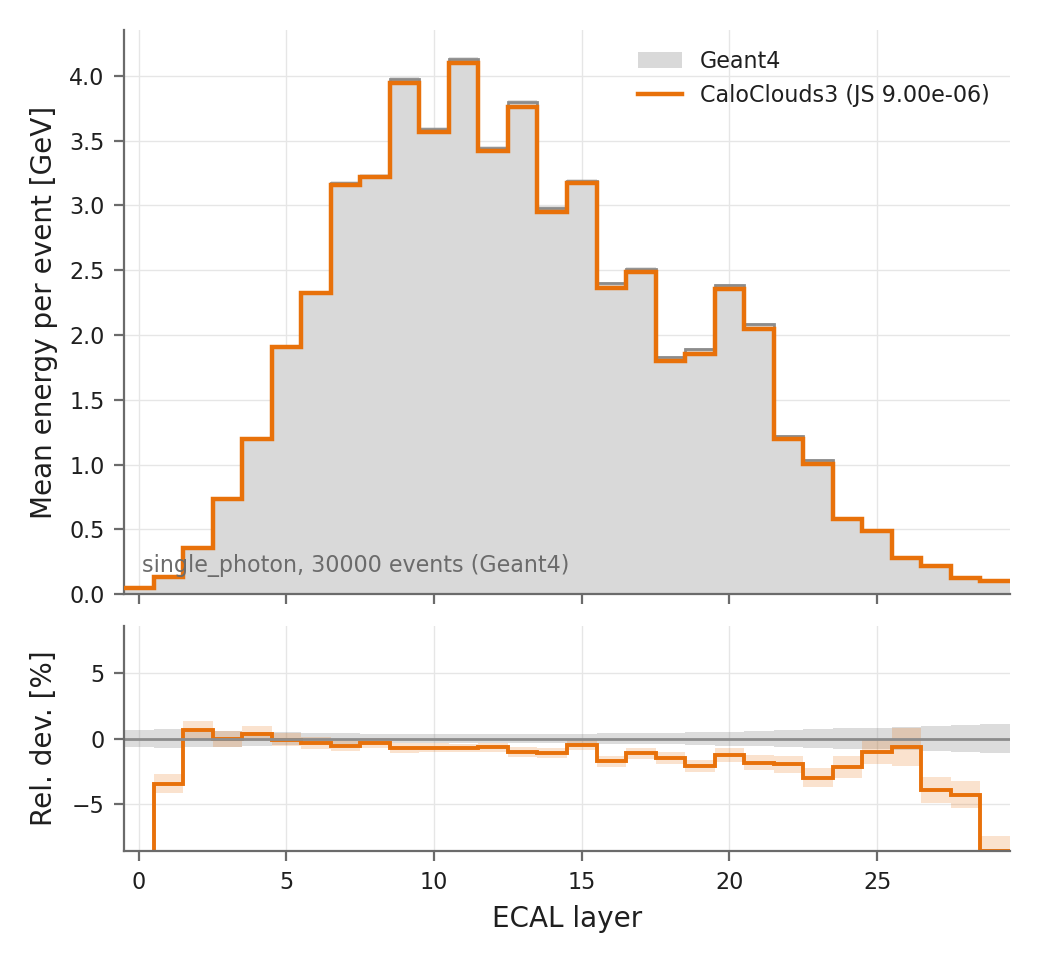 Mean energy per event [GeV]
4.0
3.5
3.0
2.5
2.0
1.5
1.0
0.5
0.0
Geant4
CaloClouds3 (JS 9.00e-06)
single_photon, 30000 events (Geant4)
Rel. dev. [%]
5
0
−5
0 5 10 15 20 25
ECAL layer